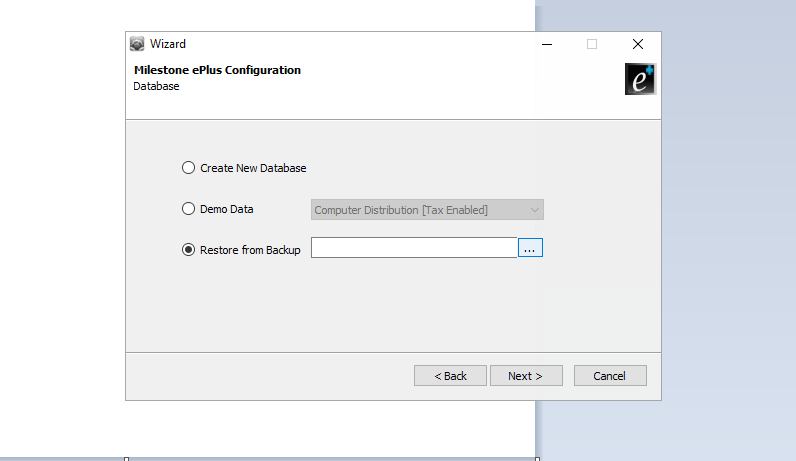 Wizard
Milestone ePlus Configuration
Database
e+
Create New Database
Demo Data
Computer Distribution [Tax Enabled]
Restore from Backup
...
< Back
Next >
Cancel